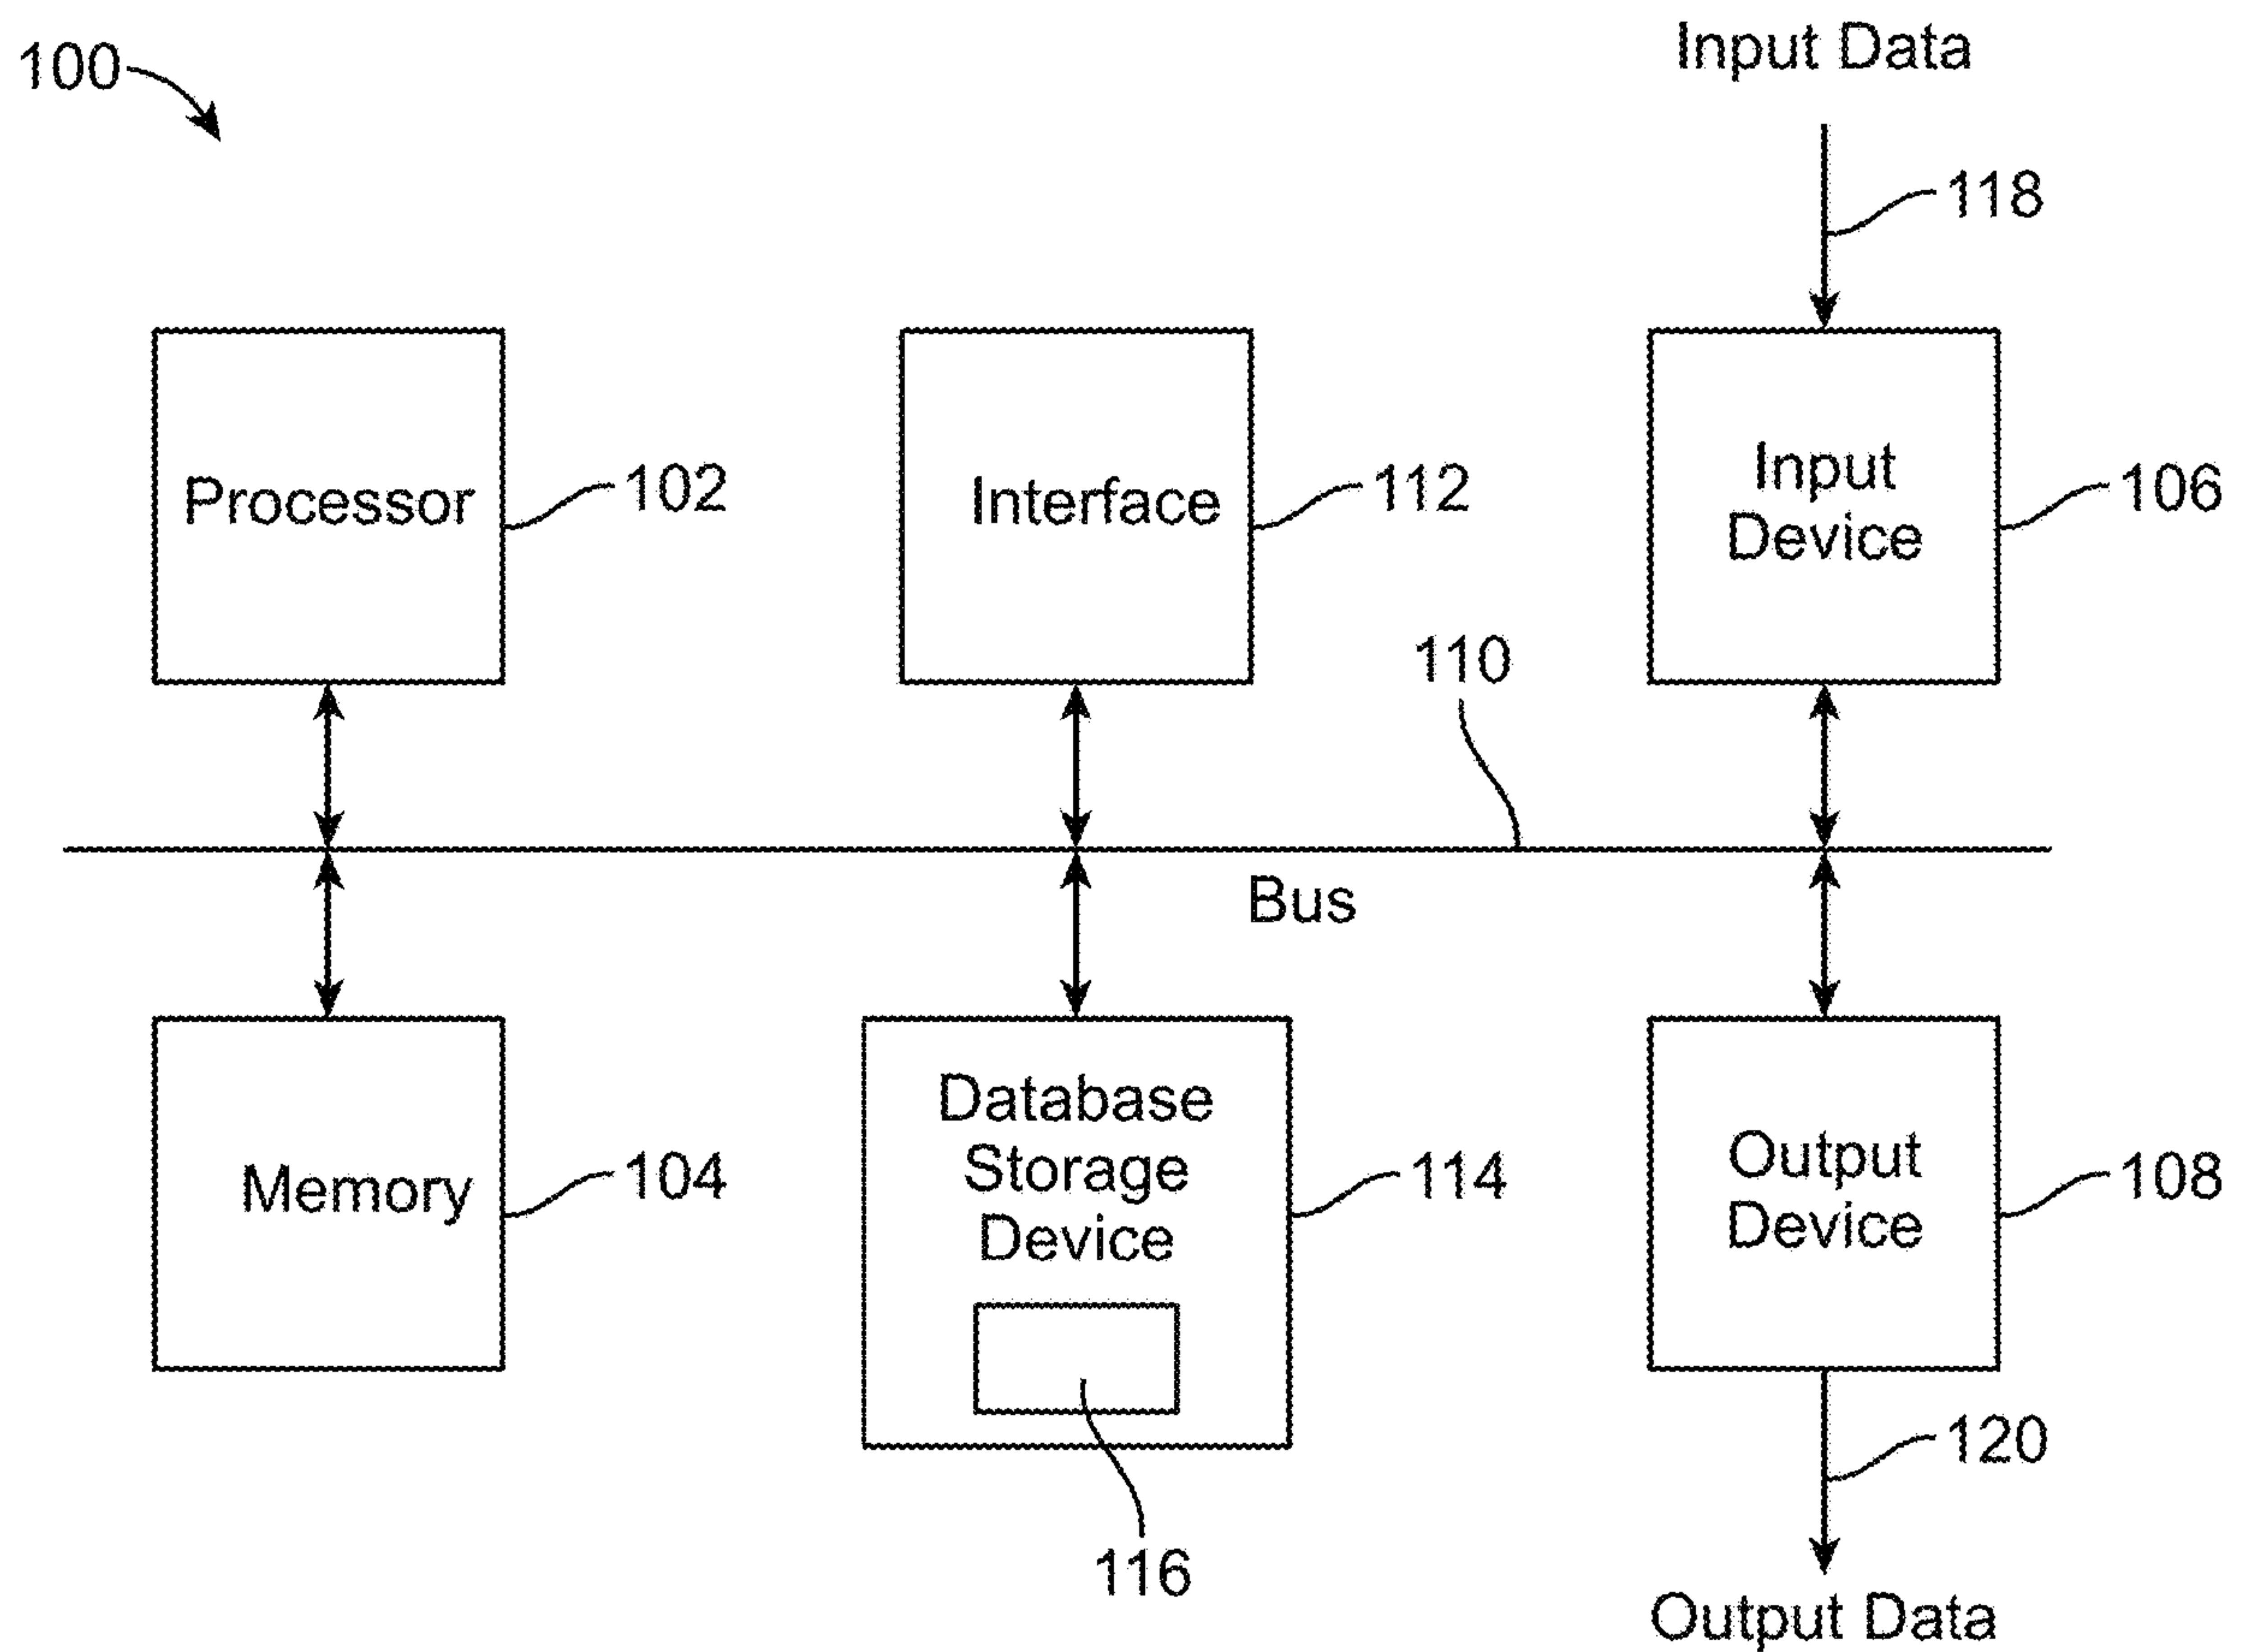 100
Input Data
118
Processor
102
Interface
112
Input
Device
106
110
Bus
Memory
104
Database
Storage
Device
114
116
Output
Device
108
120
Output Data